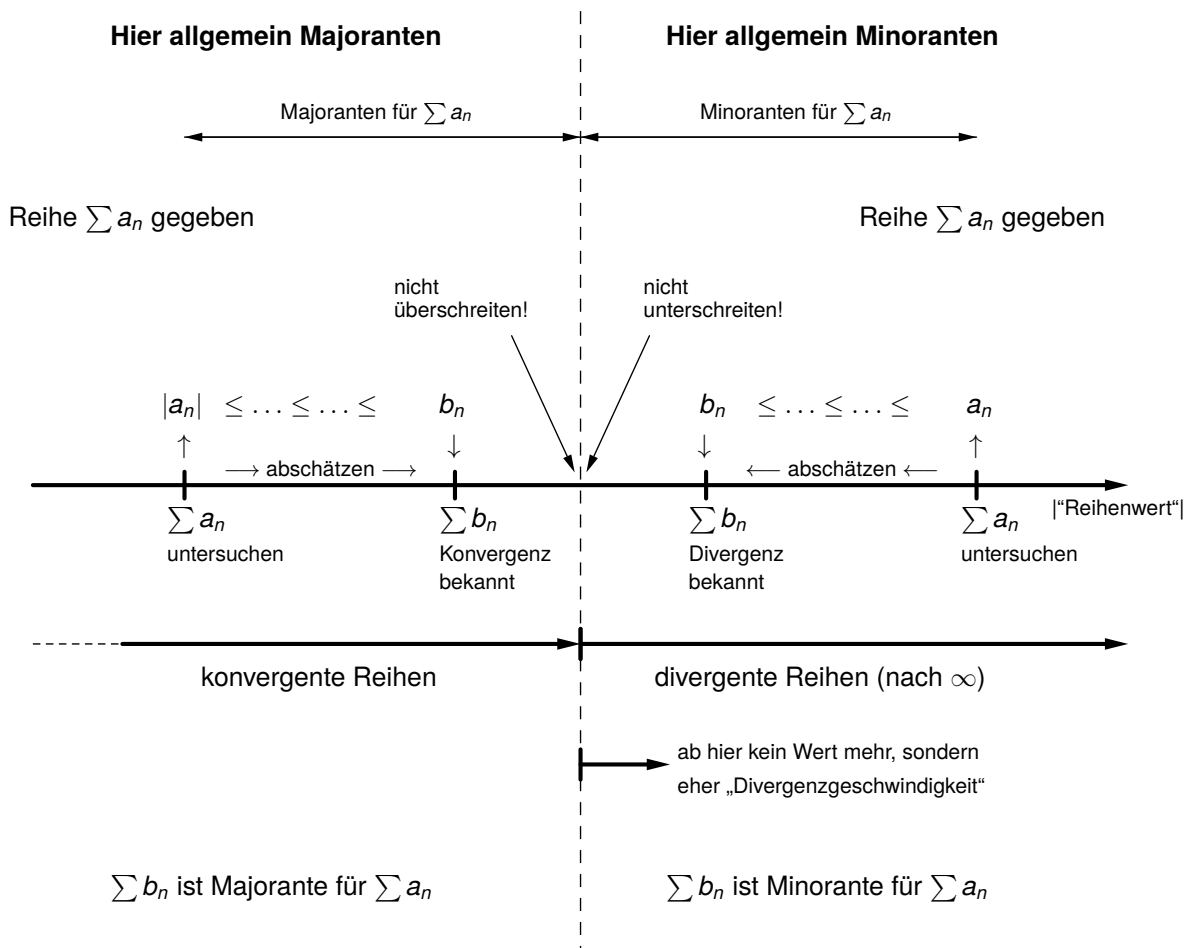 Hier allgemein Majoranten
Hier allgemein Minoranten
Majoranten für ∑ aₙ
Minoranten für ∑ aₙ
Reihe ∑ aₙ gegeben
Reihe ∑ aₙ gegeben
nicht
überschreiten!
nicht
unterschreiten!
|aₙ| ≤ … ≤ … ≤ bₙ
bₙ ≤ … ≤ … ≤ aₙ
↑ ↓ ↓ ↑
→ abschätzen →
← abschätzen ←
∑ aₙ
untersuchen
∑ bₙ
Konvergenz
bekannt
∑ bₙ
Divergenz
bekannt
∑ aₙ
untersuchen
|“Reihenwert“|
konvergente Reihen
divergente Reihen (nach ∞)
ab hier kein Wert mehr, sondern
eher „Divergenzgeschwindigkeit“
∑ bₙ ist Majorante für ∑ aₙ
∑ bₙ ist Minorante für ∑ aₙ